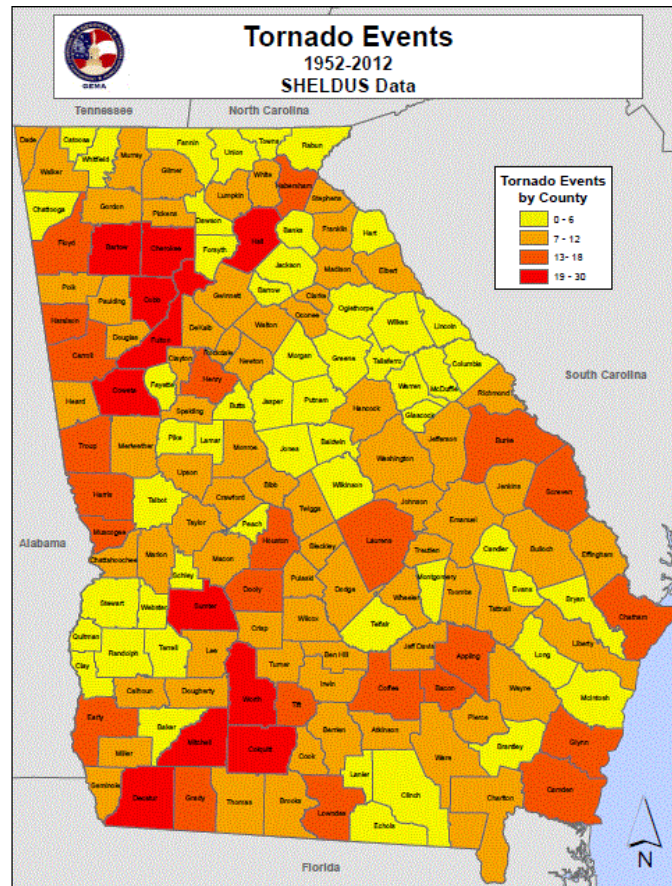 Tornado Events
1952-2012
SHELDUS Data
GEMA
Tennessee
North Carolina
Tornado Events
by County
0 - 6
7 - 12
13 - 18
19 - 30
Dade
Catoosa
Fannin
Towns
Rabun
Union
Walker
Whitfield
Murray
Gilmer
White
Habersham
Lumpkin
Stephens
Chattooga
Gordon
Pickens
Dawson
Banks
Franklin
Hart
Floyd
Bartow
Cherokee
Forsyth
Hall
Jackson
Madison
Elbert
Polk
Paulding
Cobb
Gwinnett
Barrow
Clarke
Oconee
Oglethorpe
Wilkes
Lincoln
Haralson
Douglas
Fulton
DeKalb
Walton
Carroll
Clayton
Rockdale
Newton
Morgan
Greene
Taliaferro
Columbia
Henry
Warren
McDuffie
Heard
Coweta
Fayette
Spalding
Butts
Jasper
Putnam
Hancock
Glascock
Richmond
South Carolina
Troup
Meriwether
Pike
Lamar
Monroe
Jones
Baldwin
Washington
Jefferson
Burke
Upson
Harris
Talbot
Crawford
Bibb
Wilkinson
Twiggs
Johnson
Jenkins
Screven
Muscogee
Taylor
Peach
Houston
Laurens
Emanuel
Alabama
Chattahoochee
Marion
Macon
Bleckley
Treutlen
Candler
Bulloch
Effingham
Schley
Dooly
Pulaski
Dodge
Montgomery
Wheeler
Toombs
Evans
Bryan
Stewart
Webster
Sumter
Tattnall
Chatham
Quitman
Randolph
Terrell
Lee
Crisp
Wilcox
Telfair
Jeff Davis
Appling
Long
Liberty
Clay
Turner
Ben Hill
Calhoun
Dougherty
Worth
Irwin
Coffee
Bacon
Wayne
McIntosh
Early
Baker
Tift
Pierce
Miller
Mitchell
Colquitt
Cook
Berrien
Atkinson
Ware
Brantley
Glynn
Seminole
Lanier
Clinch
Charlton
Camden
Decatur
Grady
Thomas
Brooks
Lowndes
Echols
Florida
N